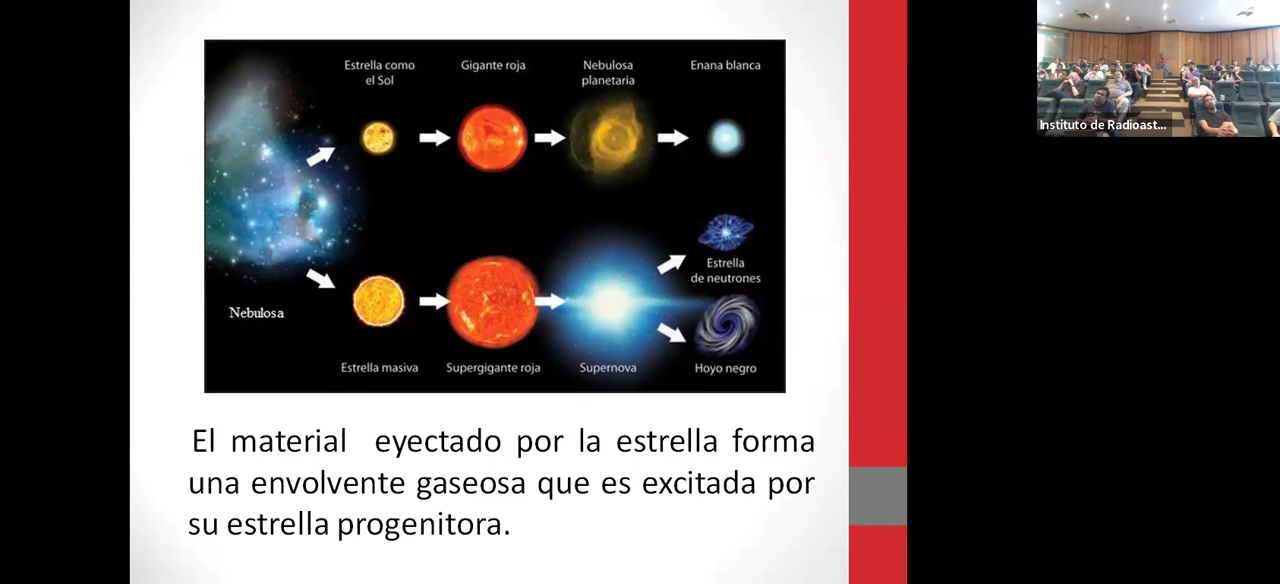 Estrella como
el Sol
Gigante roja
Nebulosa
planetaria
Enana blanca
Estrella
de neutrones
Nebulosa
Estrella masiva
Supergigante roja
Supernova
Hoyo negro
El material eyectado por la estrella forma
una envolvente gaseosa que es excitada por
su estrella progenitora.
Instituto de Radioast...